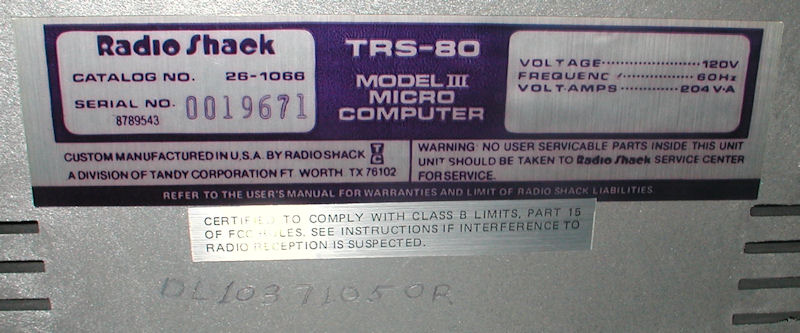 Radio Shack
CATALOG NO. 26-1066
SERIAL NO. 0019671
8789543
TRS-80
MODEL III
MICRO
COMPUTER
VOLTAGE 120V
FREQUENC 60Hz
VOLT-AMPS 204 V·A
CUSTOM MANUFACTURED IN U.S.A. BY RADIO SHACK
A DIVISION OF TANDY CORPORATION FT. WORTH, TX 76102
TC
WARNING: NO USER SERVICABLE PARTS INSIDE THIS UNIT
UNIT SHOULD BE TAKEN TO Radio Shack SERVICE CENTER
FOR SERVICE.
REFER TO THE USER'S MANUAL FOR WARRANTIES AND LIMIT OF RADIO SHACK LIABILITIES
CERTIFIED TO COMPLY WITH CLASS B LIMITS, PART 15
OF FCC RULES. SEE INSTRUCTIONS IF INTERFERENCE TO
RADIO RECEPTION IS SUSPECTED.